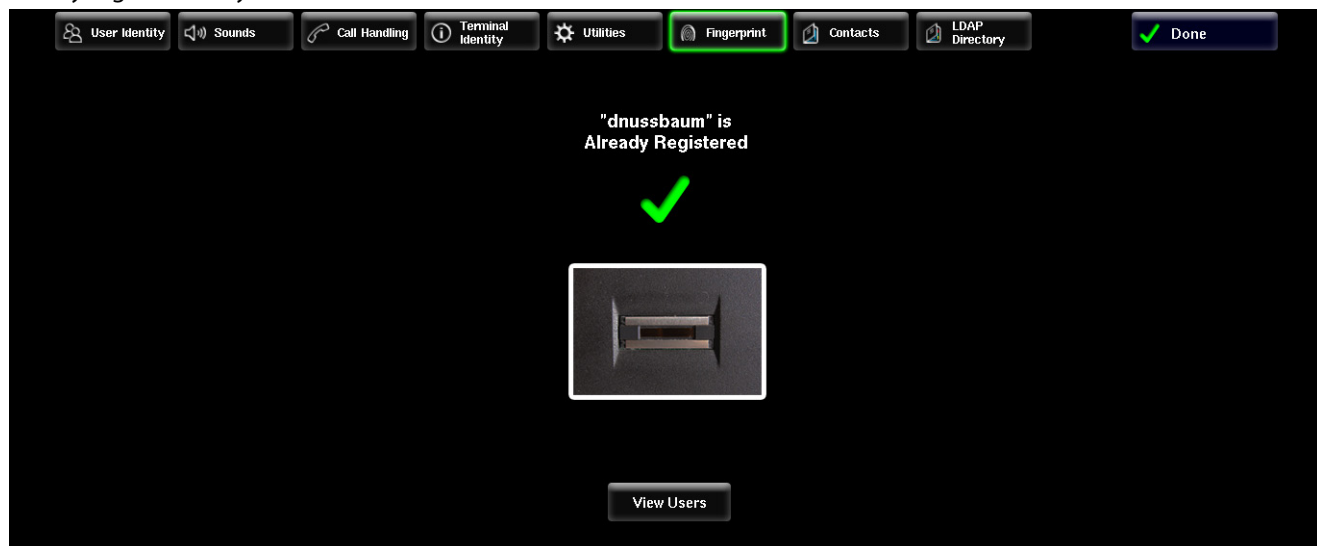 User Identity
Sounds
Call Handling
Terminal
Identity
Utilities
Fingerprint
Contacts
LDAP
Directory
Done
"dnussbaum" is
Already Registered
View Users